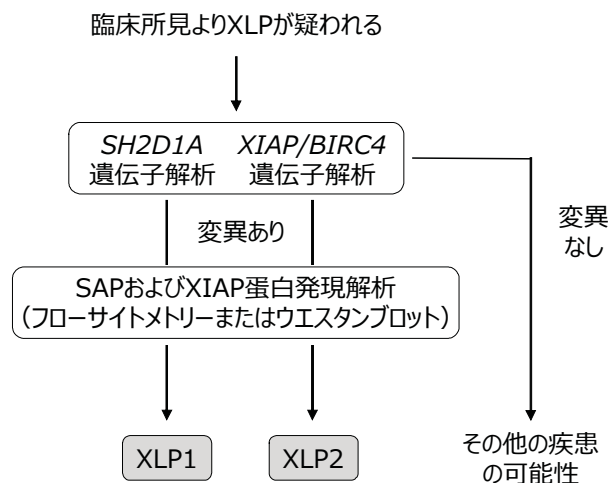 臨床所見よりXLPが疑われる
SH2D1A XIAP/BIRC4
遺伝子解析 遺伝子解析
変異あり
変異
なし
SAPおよびXIAP蛋白発現解析
（フローサイトメトリーまたはウエスタンブロット）
XLP1
XLP2
その他の疾患
の可能性